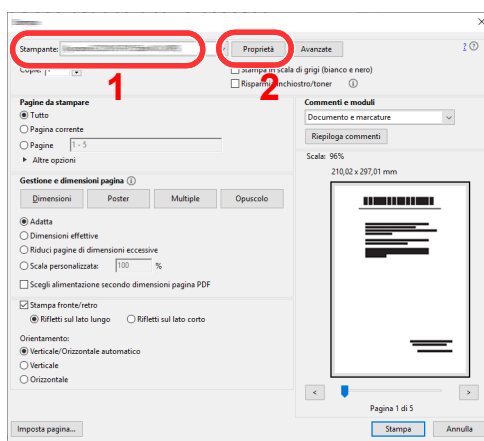 Stampante:
Proprietà
Avanzate
?
Copie:
Stampa in scala di grigi (bianco e nero)
1
2
Risparmia inchiostro/toner
Pagine da stampare
Tutto
Pagina corrente
Pagine
1 - 5
Altre opzioni
Commenti e moduli
Documento e marcature
Riepiloga commenti
Scala: 96%
210,02 x 297,01 mm
Gestione e dimensioni pagina
Dimensioni
Poster
Multiple
Opuscolo
Adatta
Dimensioni effettive
Riduci pagine di dimensioni eccessive
Scala personalizzata:
100
%
Scegli alimentazione secondo dimensioni pagina PDF
Stampa fronte/retro
Rifletti sul lato lungo
Rifletti sul lato corto
Orientamento:
Verticale/Orizzontale automatico
Verticale
Orizzontale
<
>
Pagina 1 di 5
Imposta pagina...
Stampa
Annulla